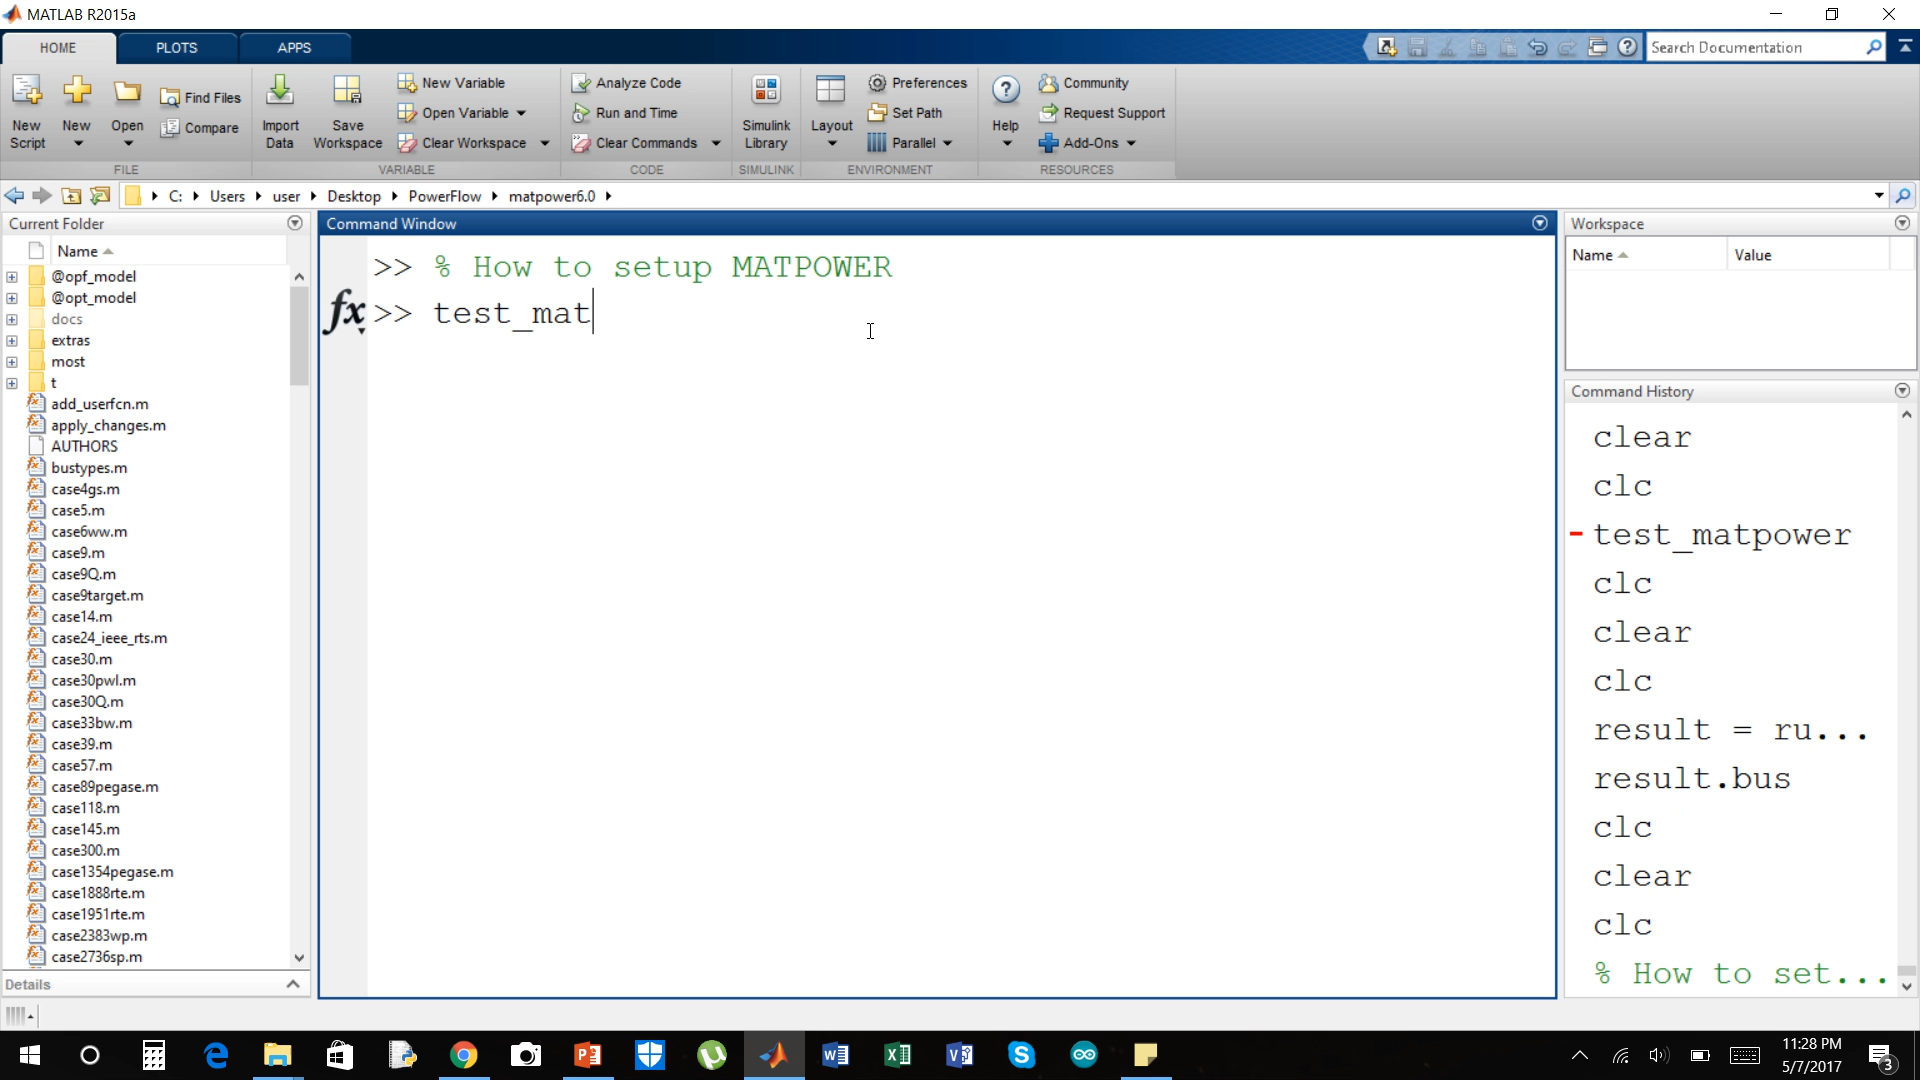 MATLAB R2015a
HOME PLOTS APPS
Search Documentation
New Script
New
Open
Find Files
Compare
Import Data
Save Workspace
New Variable
Open Variable
Clear Workspace
Analyze Code
Run and Time
Clear Commands
Simulink Library
Layout
Preferences
Set Path
Parallel
Help
Community
Request Support
Add-Ons
FILE VARIABLE CODE SIMULINK ENVIRONMENT RESOURCES
C: Users user Desktop PowerFlow matpower6.0
Current Folder
Name
@opf_model
@opt_model
docs
extras
most
t
add_userfcn.m
apply_changes.m
AUTHORS
bustypes.m
case4gs.m
case5.m
case6ww.m
case9.m
case9Q.m
case9target.m
case14.m
case24_ieee_rts.m
case30.m
case30pwl.m
case30Q.m
case33bw.m
case39.m
case57.m
case89pegase.m
case118.m
case145.m
case300.m
case1354pegase.m
case1888rte.m
case1951rte.m
case2383wp.m
case2736sp.m
Details
Command Window
>> % How to setup MATPOWER
fx >> test_mat
Workspace
Name Value
Command History
clear
clc
test_matpower
clc
clear
clc
result = ru...
result.bus
clc
clear
clc
% How to set...
11:28 PM
5/7/2017
3